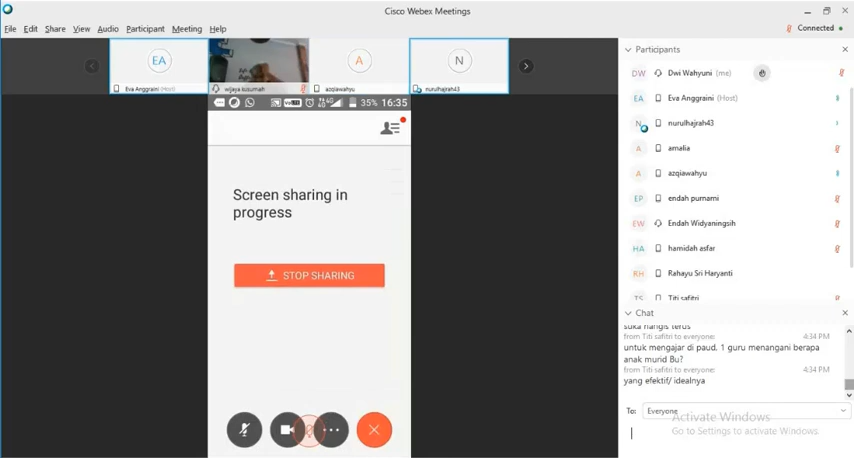 Cisco Webex Meetings
File Edit Share View Audio Participant Meeting Help
Connected
EA
Eva Anggraini (Host)
wijaya kusumah
A
azqiawahyu
N
nurulhajrah43
35% 16:35
Screen sharing in
progress
STOP SHARING
Participants
DW Dwi Wahyuni (me)
EA Eva Anggraini (Host)
N nurulhajrah43
A amalia
A azqiawahyu
EP endah purnami
EW Endah Widyaningsih
HA hamidah asfar
RH Rahayu Sri Haryanti
TS Titi safitri
Chat
suka nangis terus
from Titi safitri to everyone: 4:34 PM
untuk mengajar di paud. 1 guru menangani berapa
anak murid Bu?
from Titi safitri to everyone: 4:34 PM
yang efektif/ idealnya
To: Everyone
Activate Windows
Go to Settings to activate Windows.